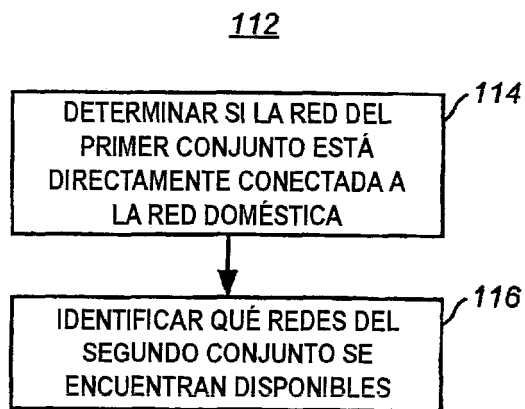 112
114
DETERMINAR SI LA RED DEL
PRIMER CONJUNTO ESTÁ
DIRECTAMENTE CONECTADA A
LA RED DOMÉSTICA
116
IDENTIFICAR QUÉ REDES DEL
SEGUNDO CONJUNTO SE
ENCUENTRAN DISPONIBLES